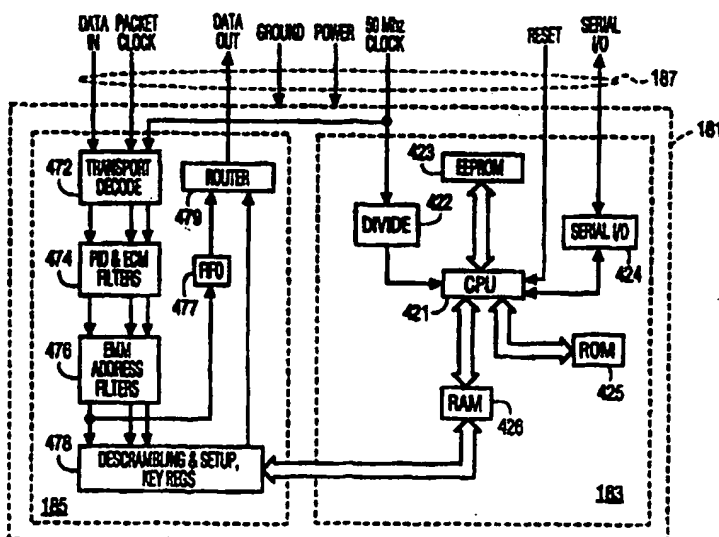 DATA IN
PACKET CLOCK
DATA OUT
GROUND
POWER
50 Mhz CLOCK
RESET
SERIAL I/O
187
181
472
TRANSPORT DECODE
ROUTER
479
423
EEPROM
DIVIDE
422
SERIAL I/O
424
474
PID & ECM FILTERS
FIFO
477
CPU
421
476
EMM ADDRESS FILTERS
ROM
425
RAM
426
478
DESCRAMBLING & SETUP, KEY REGS
185
183